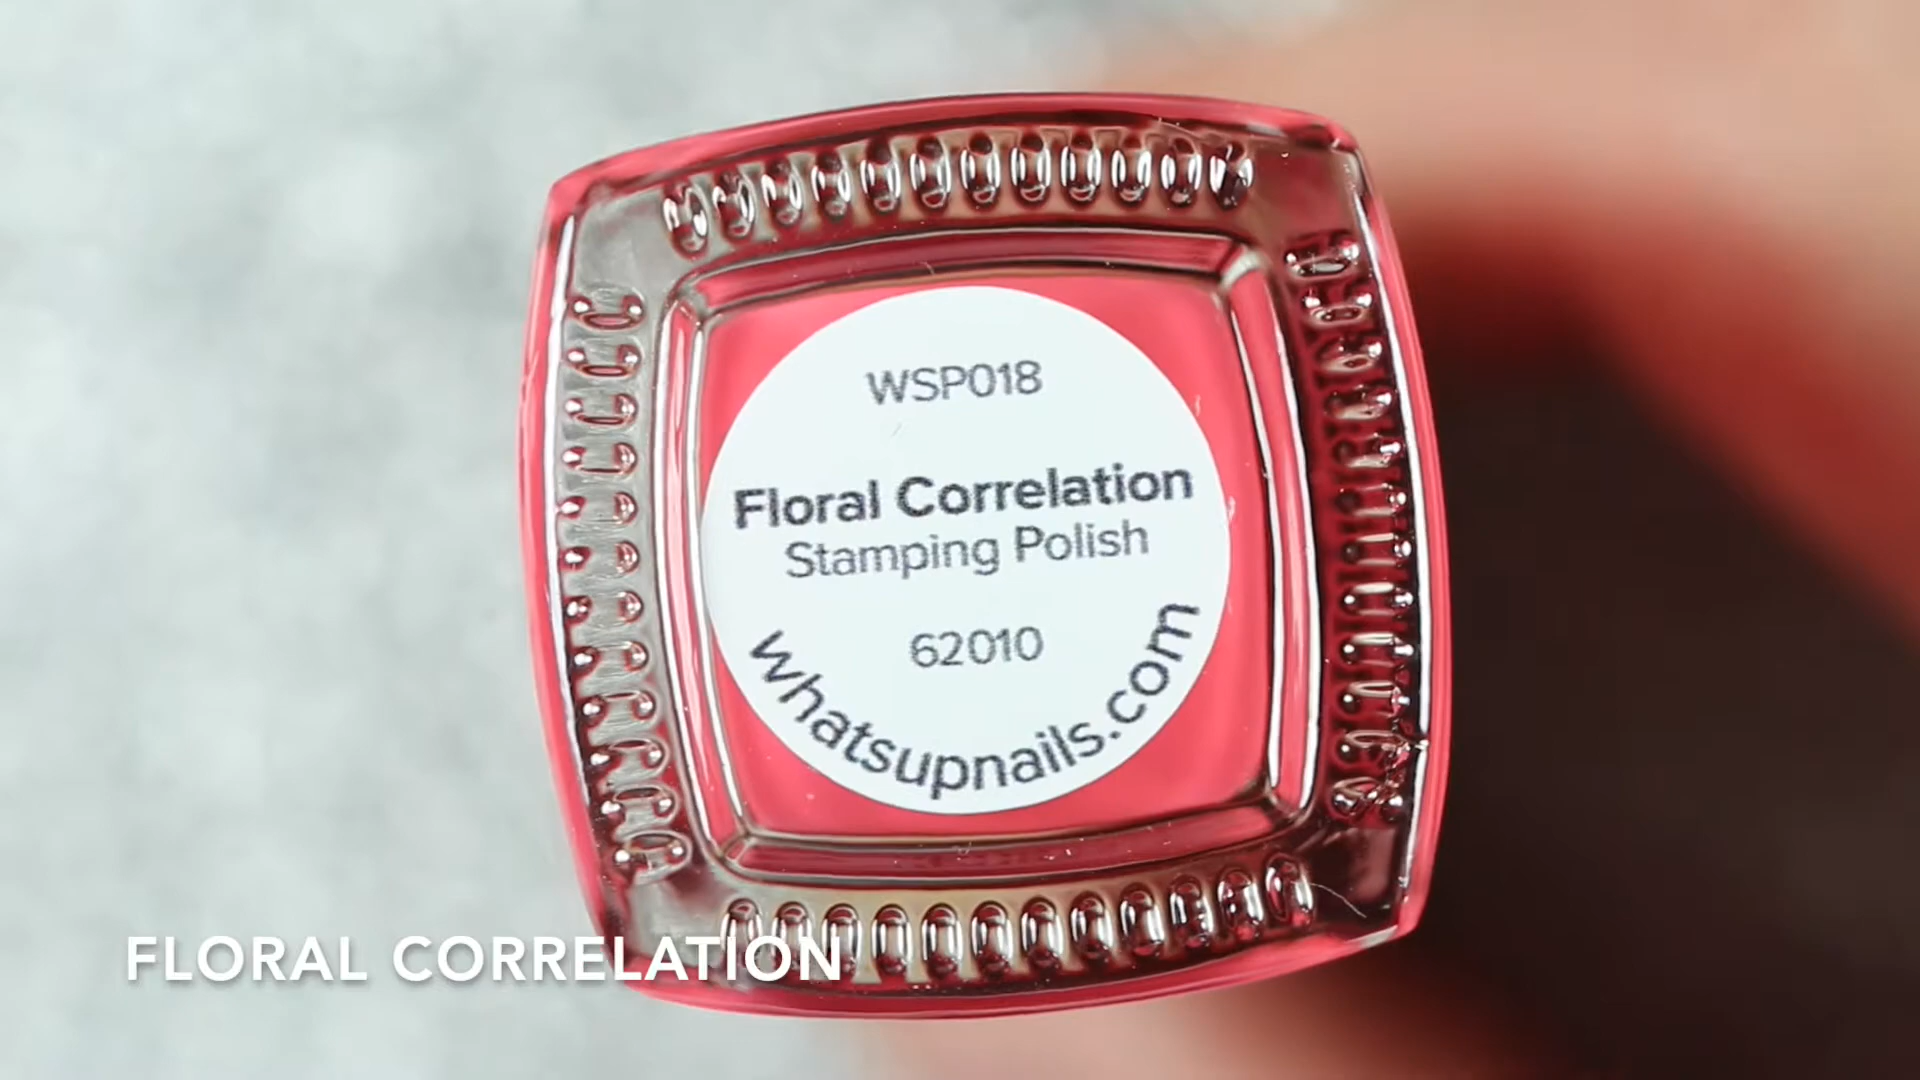 WSP018
Floral Correlation
Stamping Polish
62010
whatsupnails.com
FLORAL CORRELATION